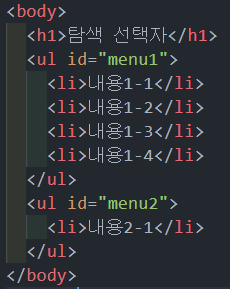 <body>
<h1>탐색 선택자</h1>
<ul id="menu1">
<li>내용1-1</li>
<li>내용1-2</li>
<li>내용1-3</li>
<li>내용1-4</li>
</ul>
<ul id="menu2">
<li>내용2-1</li>
</ul>
</body>